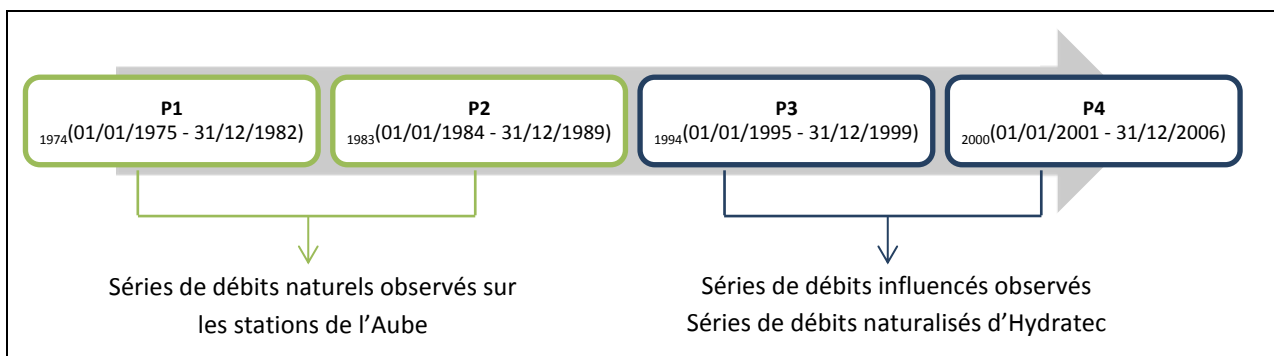 P1
1974(01/01/1975 - 31/12/1982)
P2
1983(01/01/1984 - 31/12/1989)
P3
1994(01/01/1995 - 31/12/1999)
P4
2000(01/01/2001 - 31/12/2006)
Séries de débits naturels observés sur
les stations de l’Aube
Séries de débits influencés observés
Séries de débits naturalisés d’Hydratec